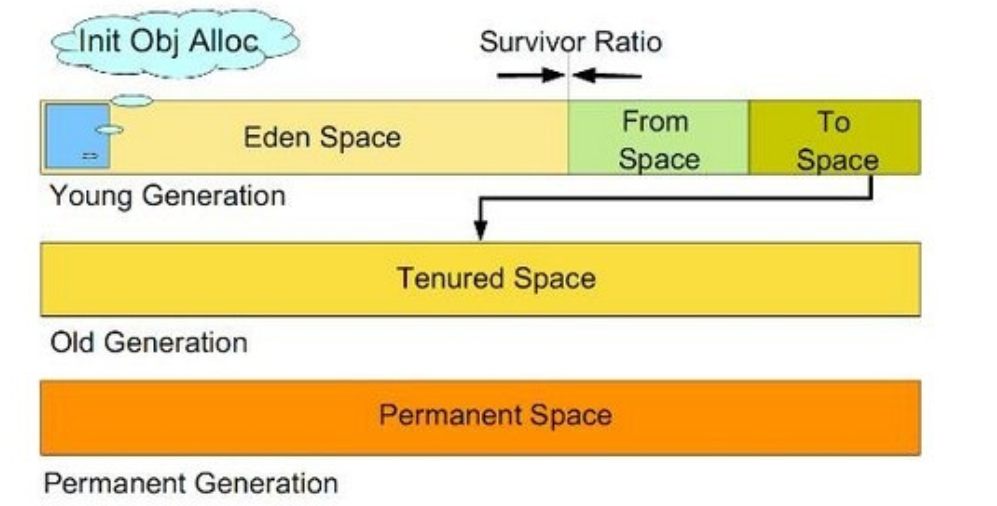 Init Obj Alloc
Survivor Ratio
Eden Space
From
Space
To
Space
Young Generation
Tenured Space
Old Generation
Permanent Space
Permanent Generation